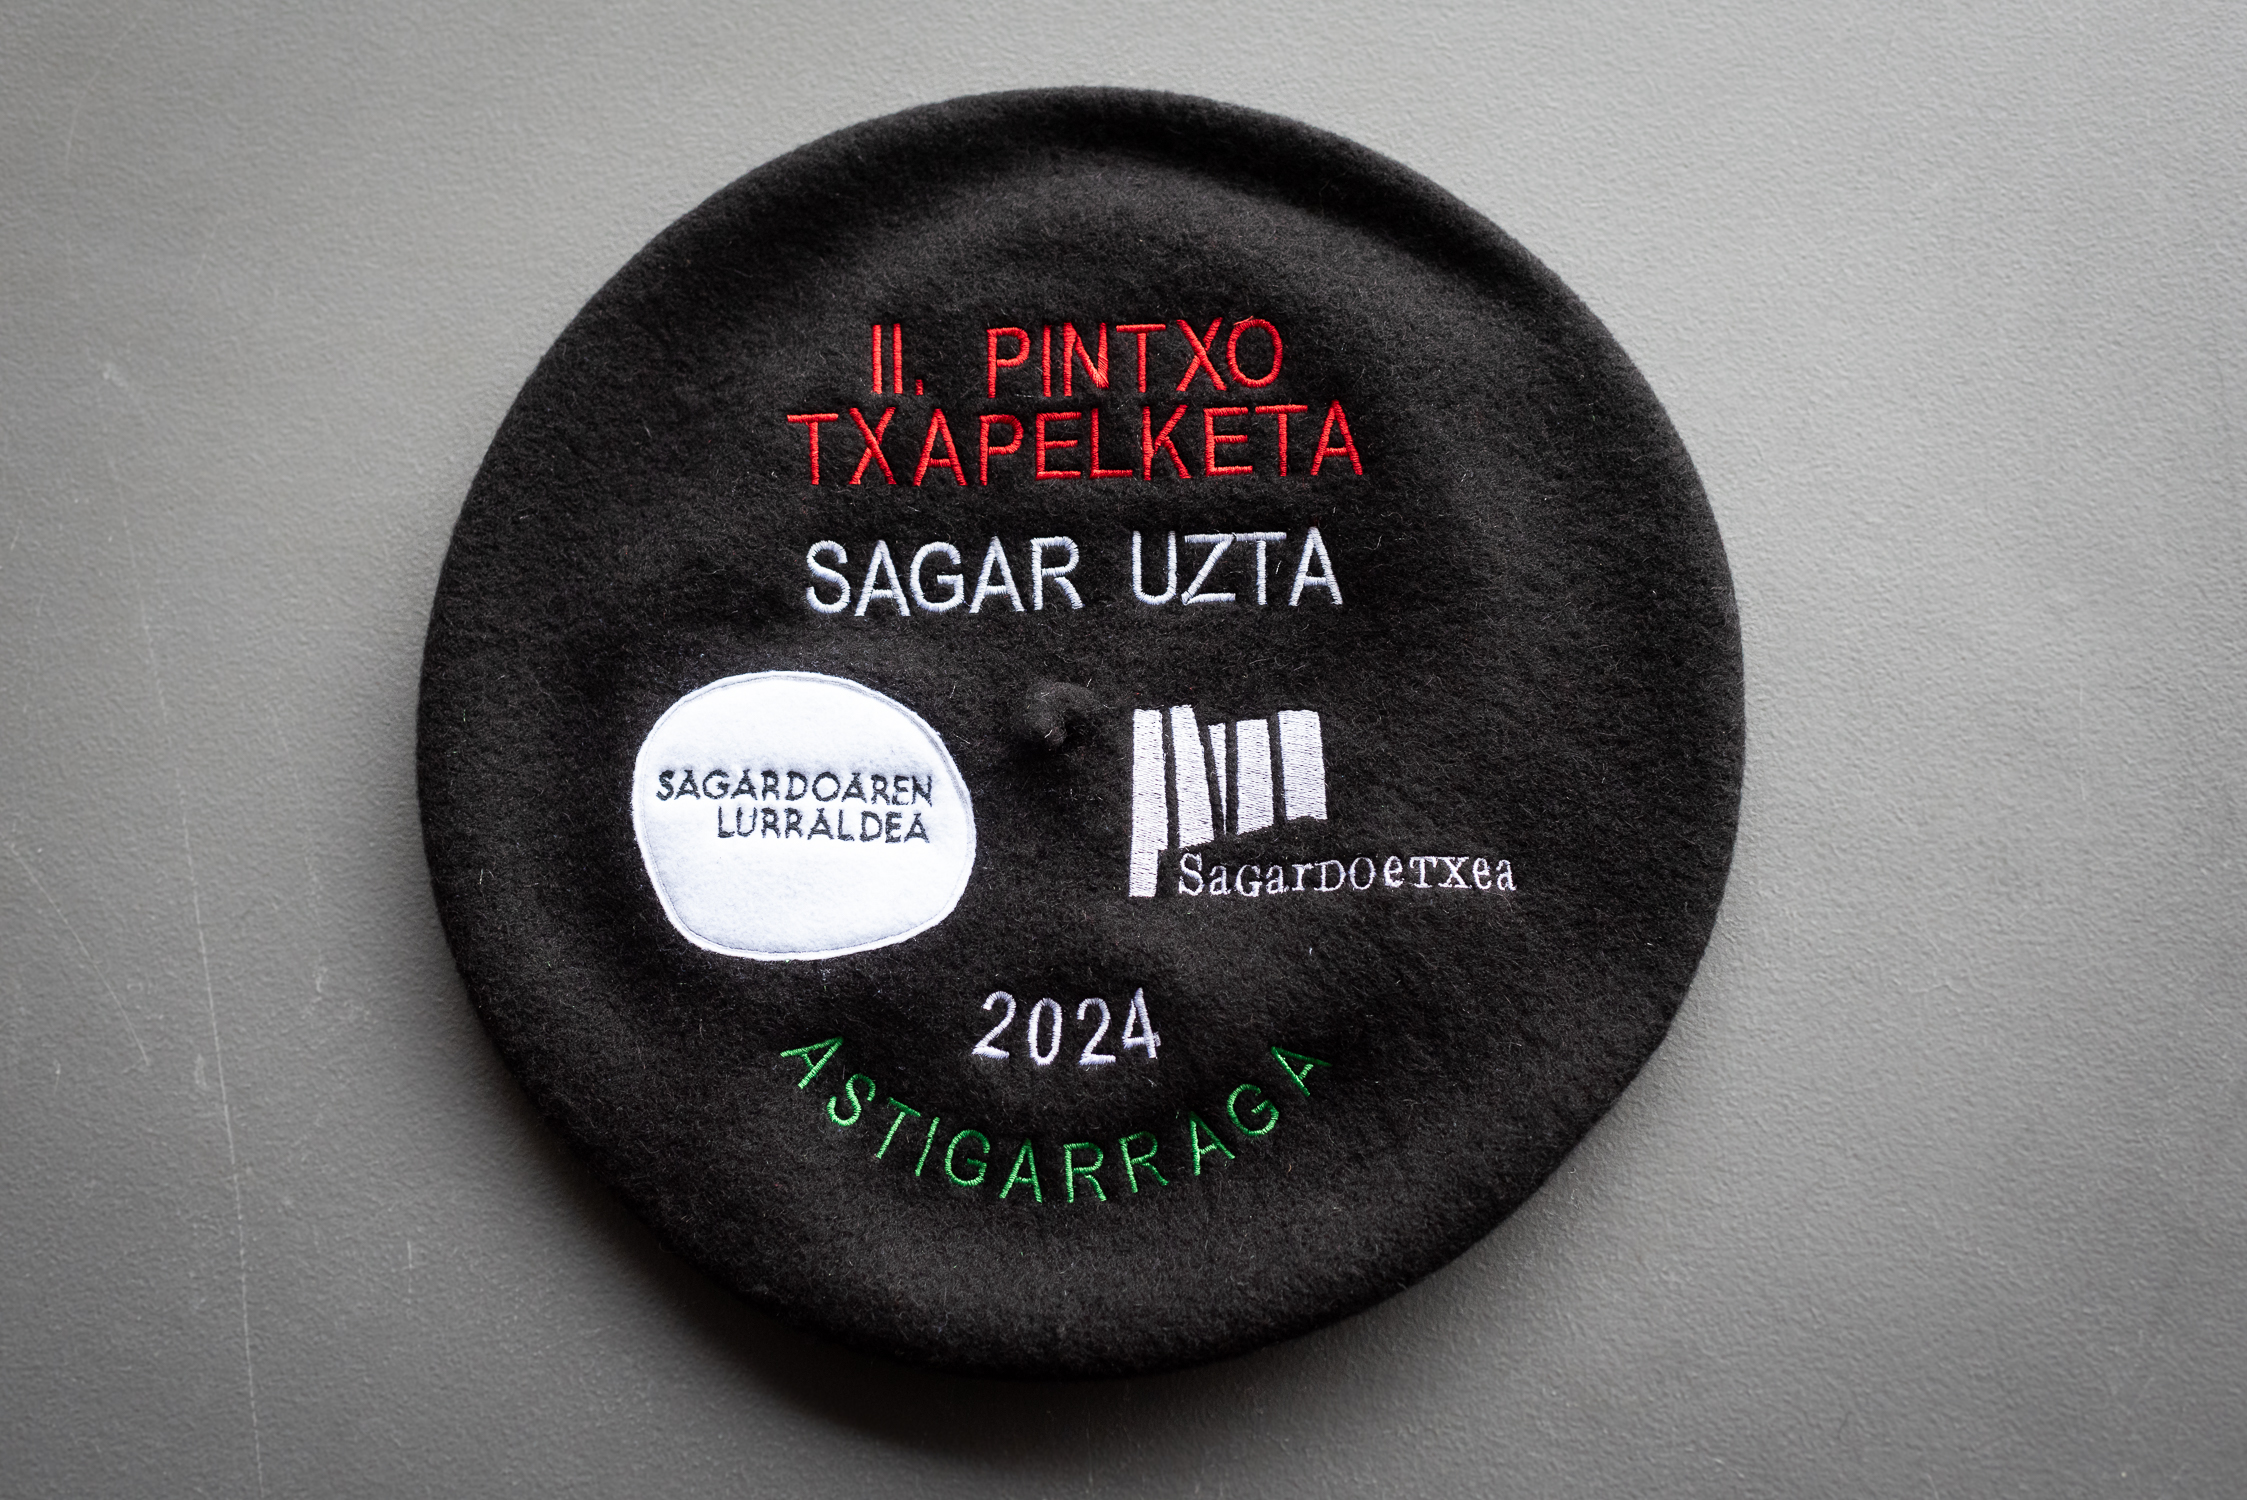 II. PINTXO
TXAPELKETA
SAGAR UZTA
SAGARDOAREN
LURRALDEA
Sagardoetxea
2024
ASTIGARRAGA